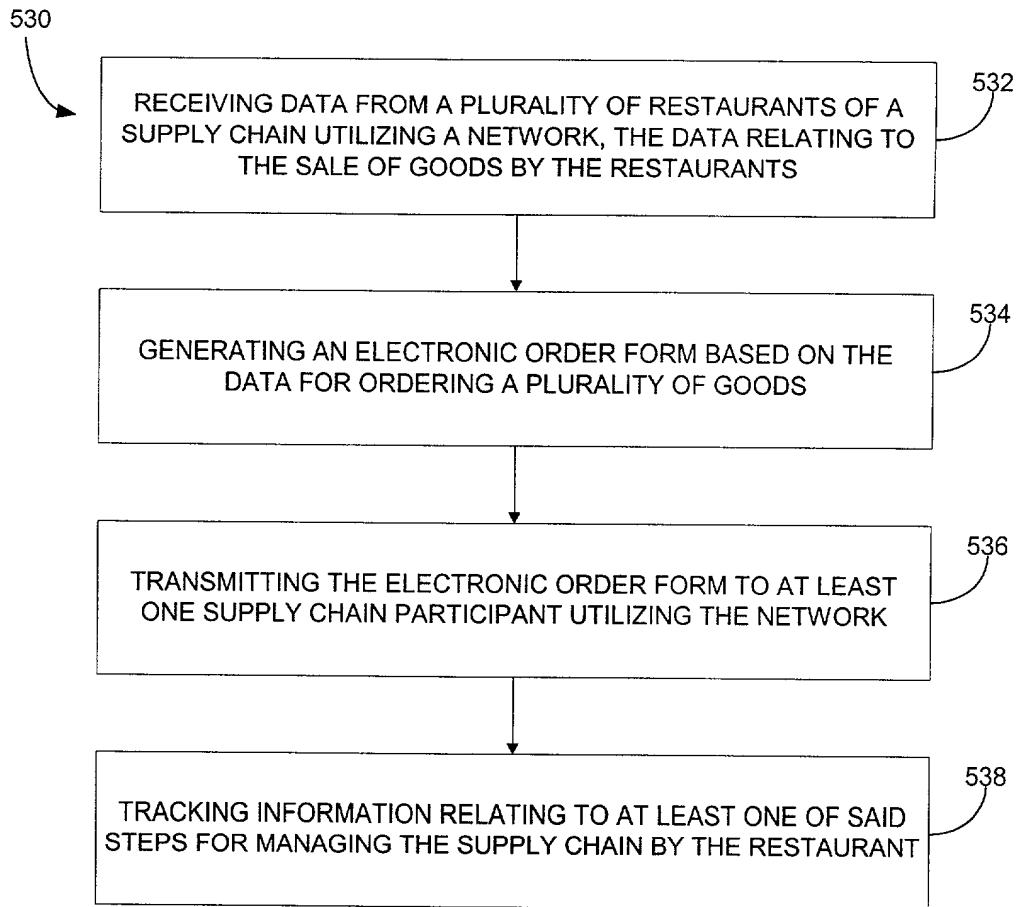 530
532
RECEIVING DATA FROM A PLURALITY OF RESTAURANTS OF A
SUPPLY CHAIN UTILIZING A NETWORK, THE DATA RELATING TO
THE SALE OF GOODS BY THE RESTAURANTS
534
GENERATING AN ELECTRONIC ORDER FORM BASED ON THE
DATA FOR ORDERING A PLURALITY OF GOODS
536
TRANSMITTING THE ELECTRONIC ORDER FORM TO AT LEAST
ONE SUPPLY CHAIN PARTICIPANT UTILIZING THE NETWORK
538
TRACKING INFORMATION RELATING TO AT LEAST ONE OF SAID
STEPS FOR MANAGING THE SUPPLY CHAIN BY THE RESTAURANT